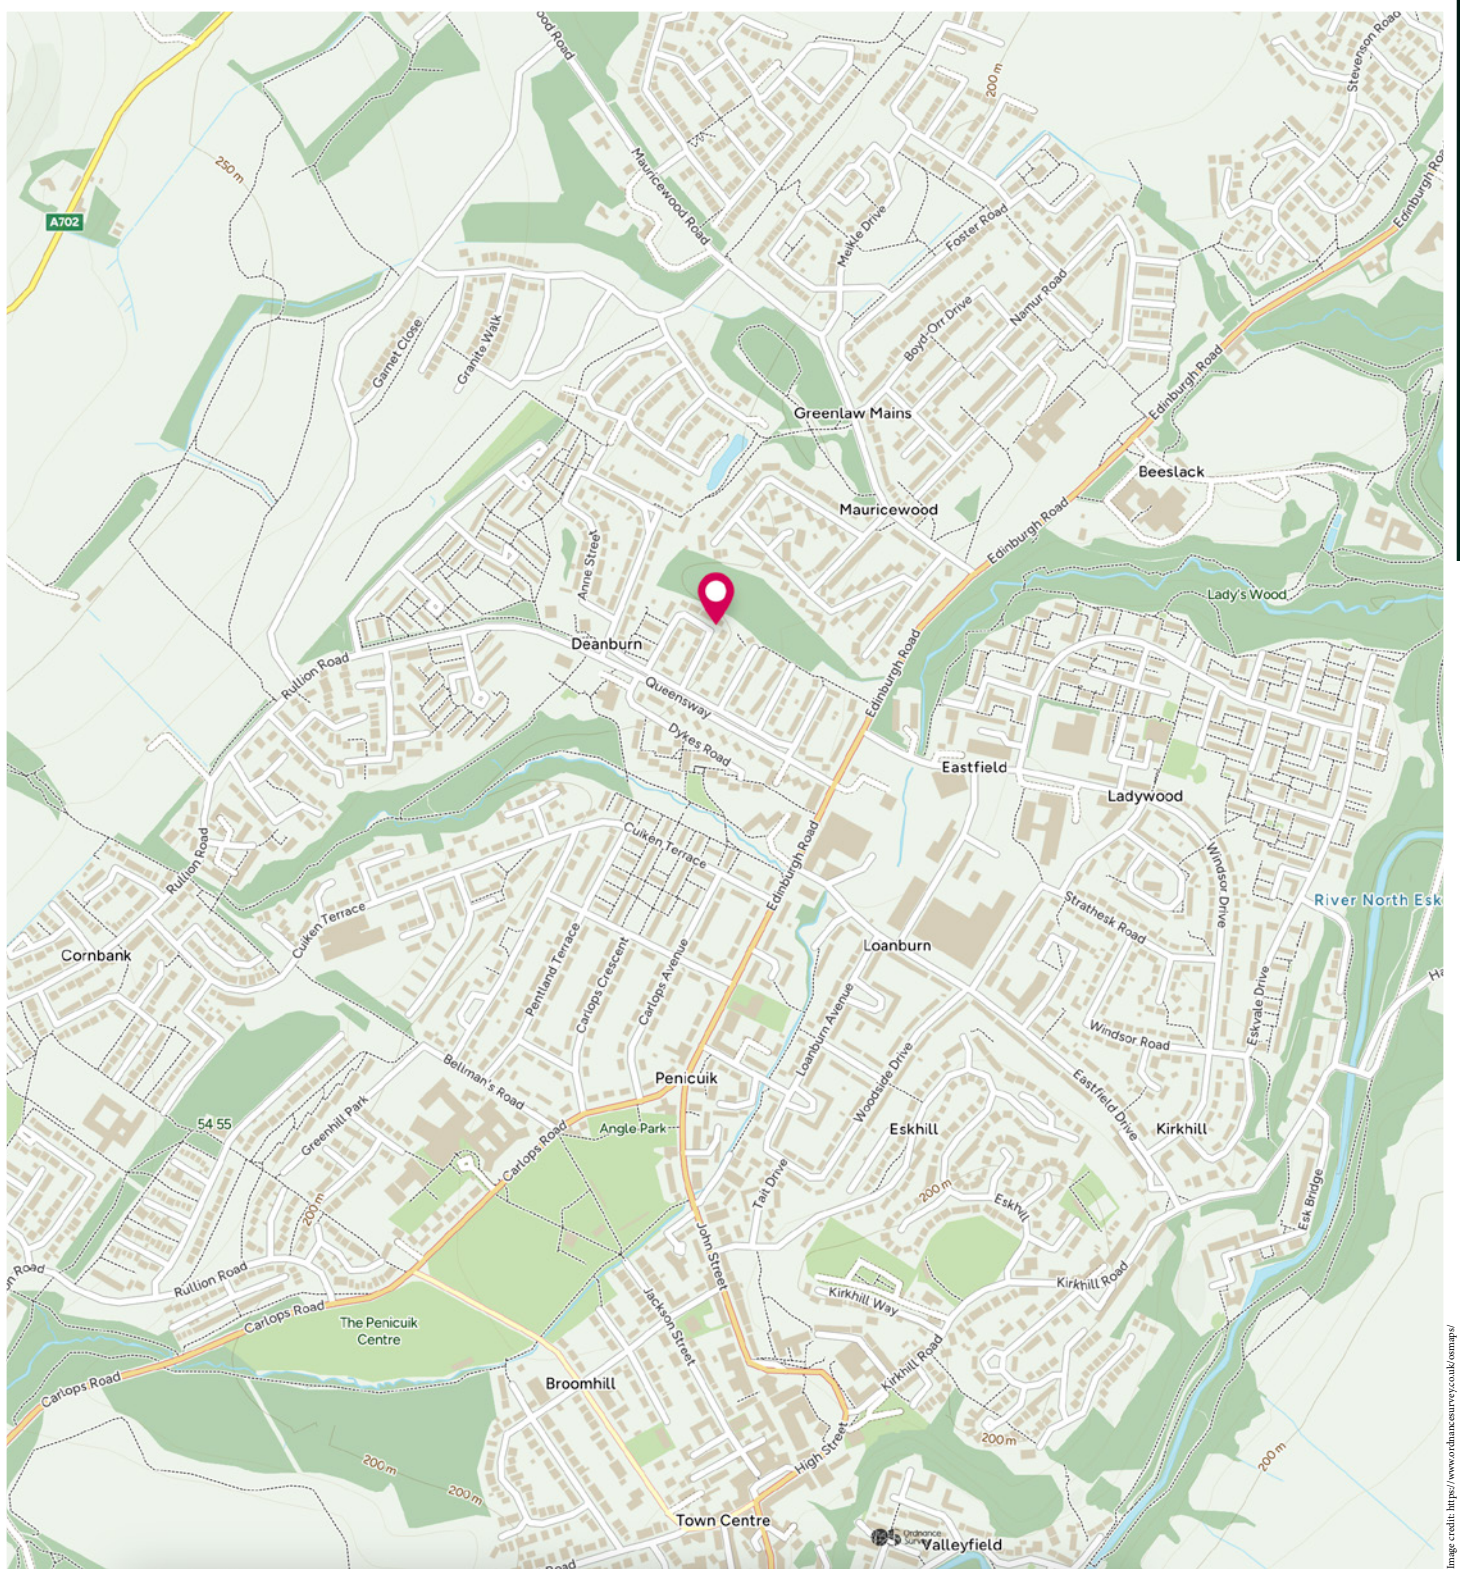 ood Road
Stevenson Road
200 m
Mauricewood Road
250 m
Edinburgh Roa
A702
Meikle Drive
Foster Road
Namur Road
Boyd-Orr Drive
Garnet Close
Granite Walk
Edinburgh Road
Greenlaw Mains
Beeslack
Mauricewood
Edinburgh Road
Anne Street
Lady's Wood
Deanburn
Rullion Road
Edinburgh Road
Queensway
Dykes Road
Eastfield
Ladywood
Cuiken Terrace
Edinburgh Road
Rullion Road
Windsor Drive
River North Esk
Strathesk Road
Cuiken Terrace
Loanburn
Cornbank
Pentland Terrace
Carlops Crescent
Carlops Avenue
Ha
Eskvale Drive
Loanburn Avenue
Windsor Road
Woodside Drive
Penicuik
Bellman's Road
Eastfield Drive
54 55
Greenhill Park
Angle Park
Eskhill
Kirkhill
Carlops Road
Tait Drive
200 m
Eskhill
Esk Bridge
200 m
John Street
n Road
Rullion Road
Kirkhill Road
Kirkhill Way
Jackson Street
Carlops Road
The Penicuik
Centre
Kirkhill Road
Carlops Road
Broomhill
200 m
High Street
200 m
200 m
200 m
Town Centre
Ordnance
Survey
Valleyfield
Road
Image credit: https://www.ordnancesurvey.co.uk/osmaps/